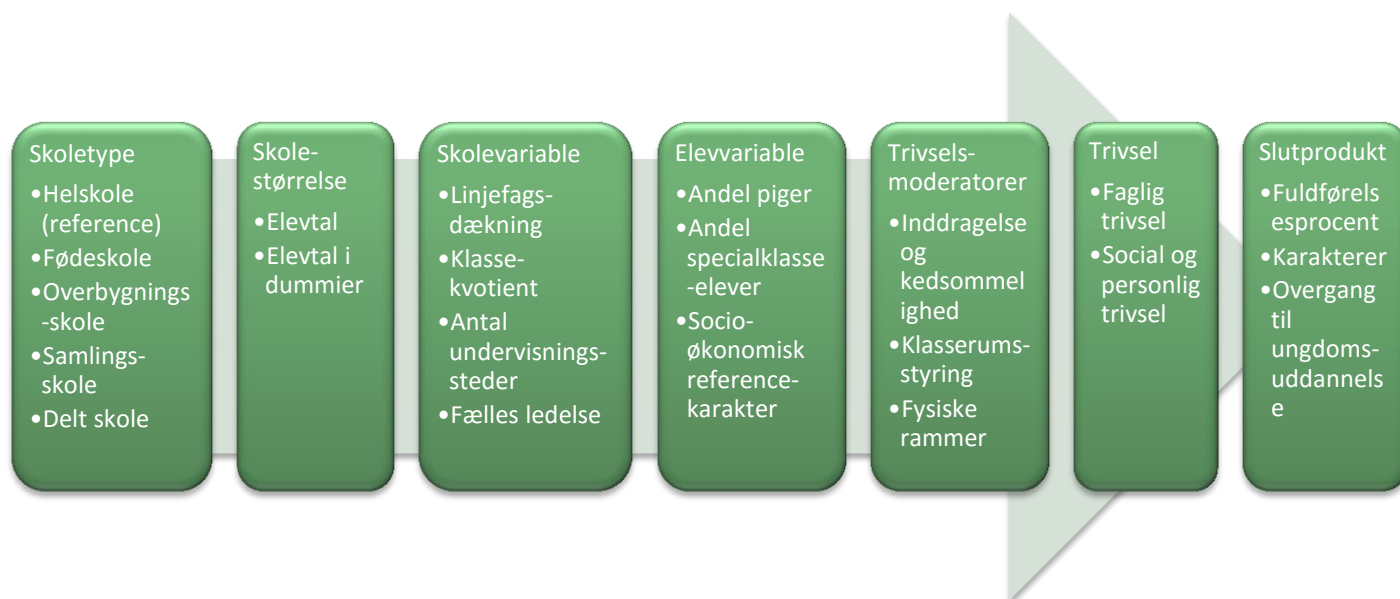 Skoletype
•Helskole
(reference)
•Fødeskole
•Overbygnings
-skole
•Samlings-
skole
•Delt skole
Skole-
størrelse
•Elevtal
•Elevtal i
dummier
Skolevariable
•Linjefags-
dækning
•Klasse-
kvotient
•Antal
undervisnings-
steder
•Fælles ledelse
Elevvariable
•Andel piger
•Andel
specialklasse
-elever
•Socio-
økonomisk
reference-
karakter
Trivsels-
moderatorer
•Inddragelse
og
kedsommel
ighed
•Klasserums-
styring
•Fysiske
rammer
Trivsel
•Faglig
trivsel
•Social og
personlig
trivsel
Slutprodukt
•Fuldførels
esprocent
•Karakterer
•Overgang
til
ungdoms-
uddannels
e